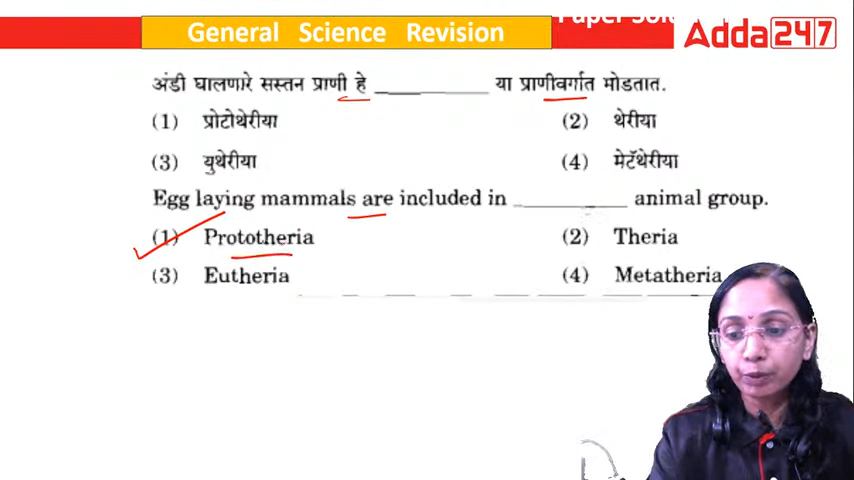 General Science Revision
Adda247
अंडी घालणारे सस्तन प्राणी हे ________ या प्राणीवर्गात मोडतात.
(1) प्रोटोथेरीया (2) थेरीया
(3) युथेरीया (4) मेटॅथेरीया
Egg laying mammals are included in ________ animal group.
(1) Prototheria (2) Theria
(3) Eutheria (4) Metatheria